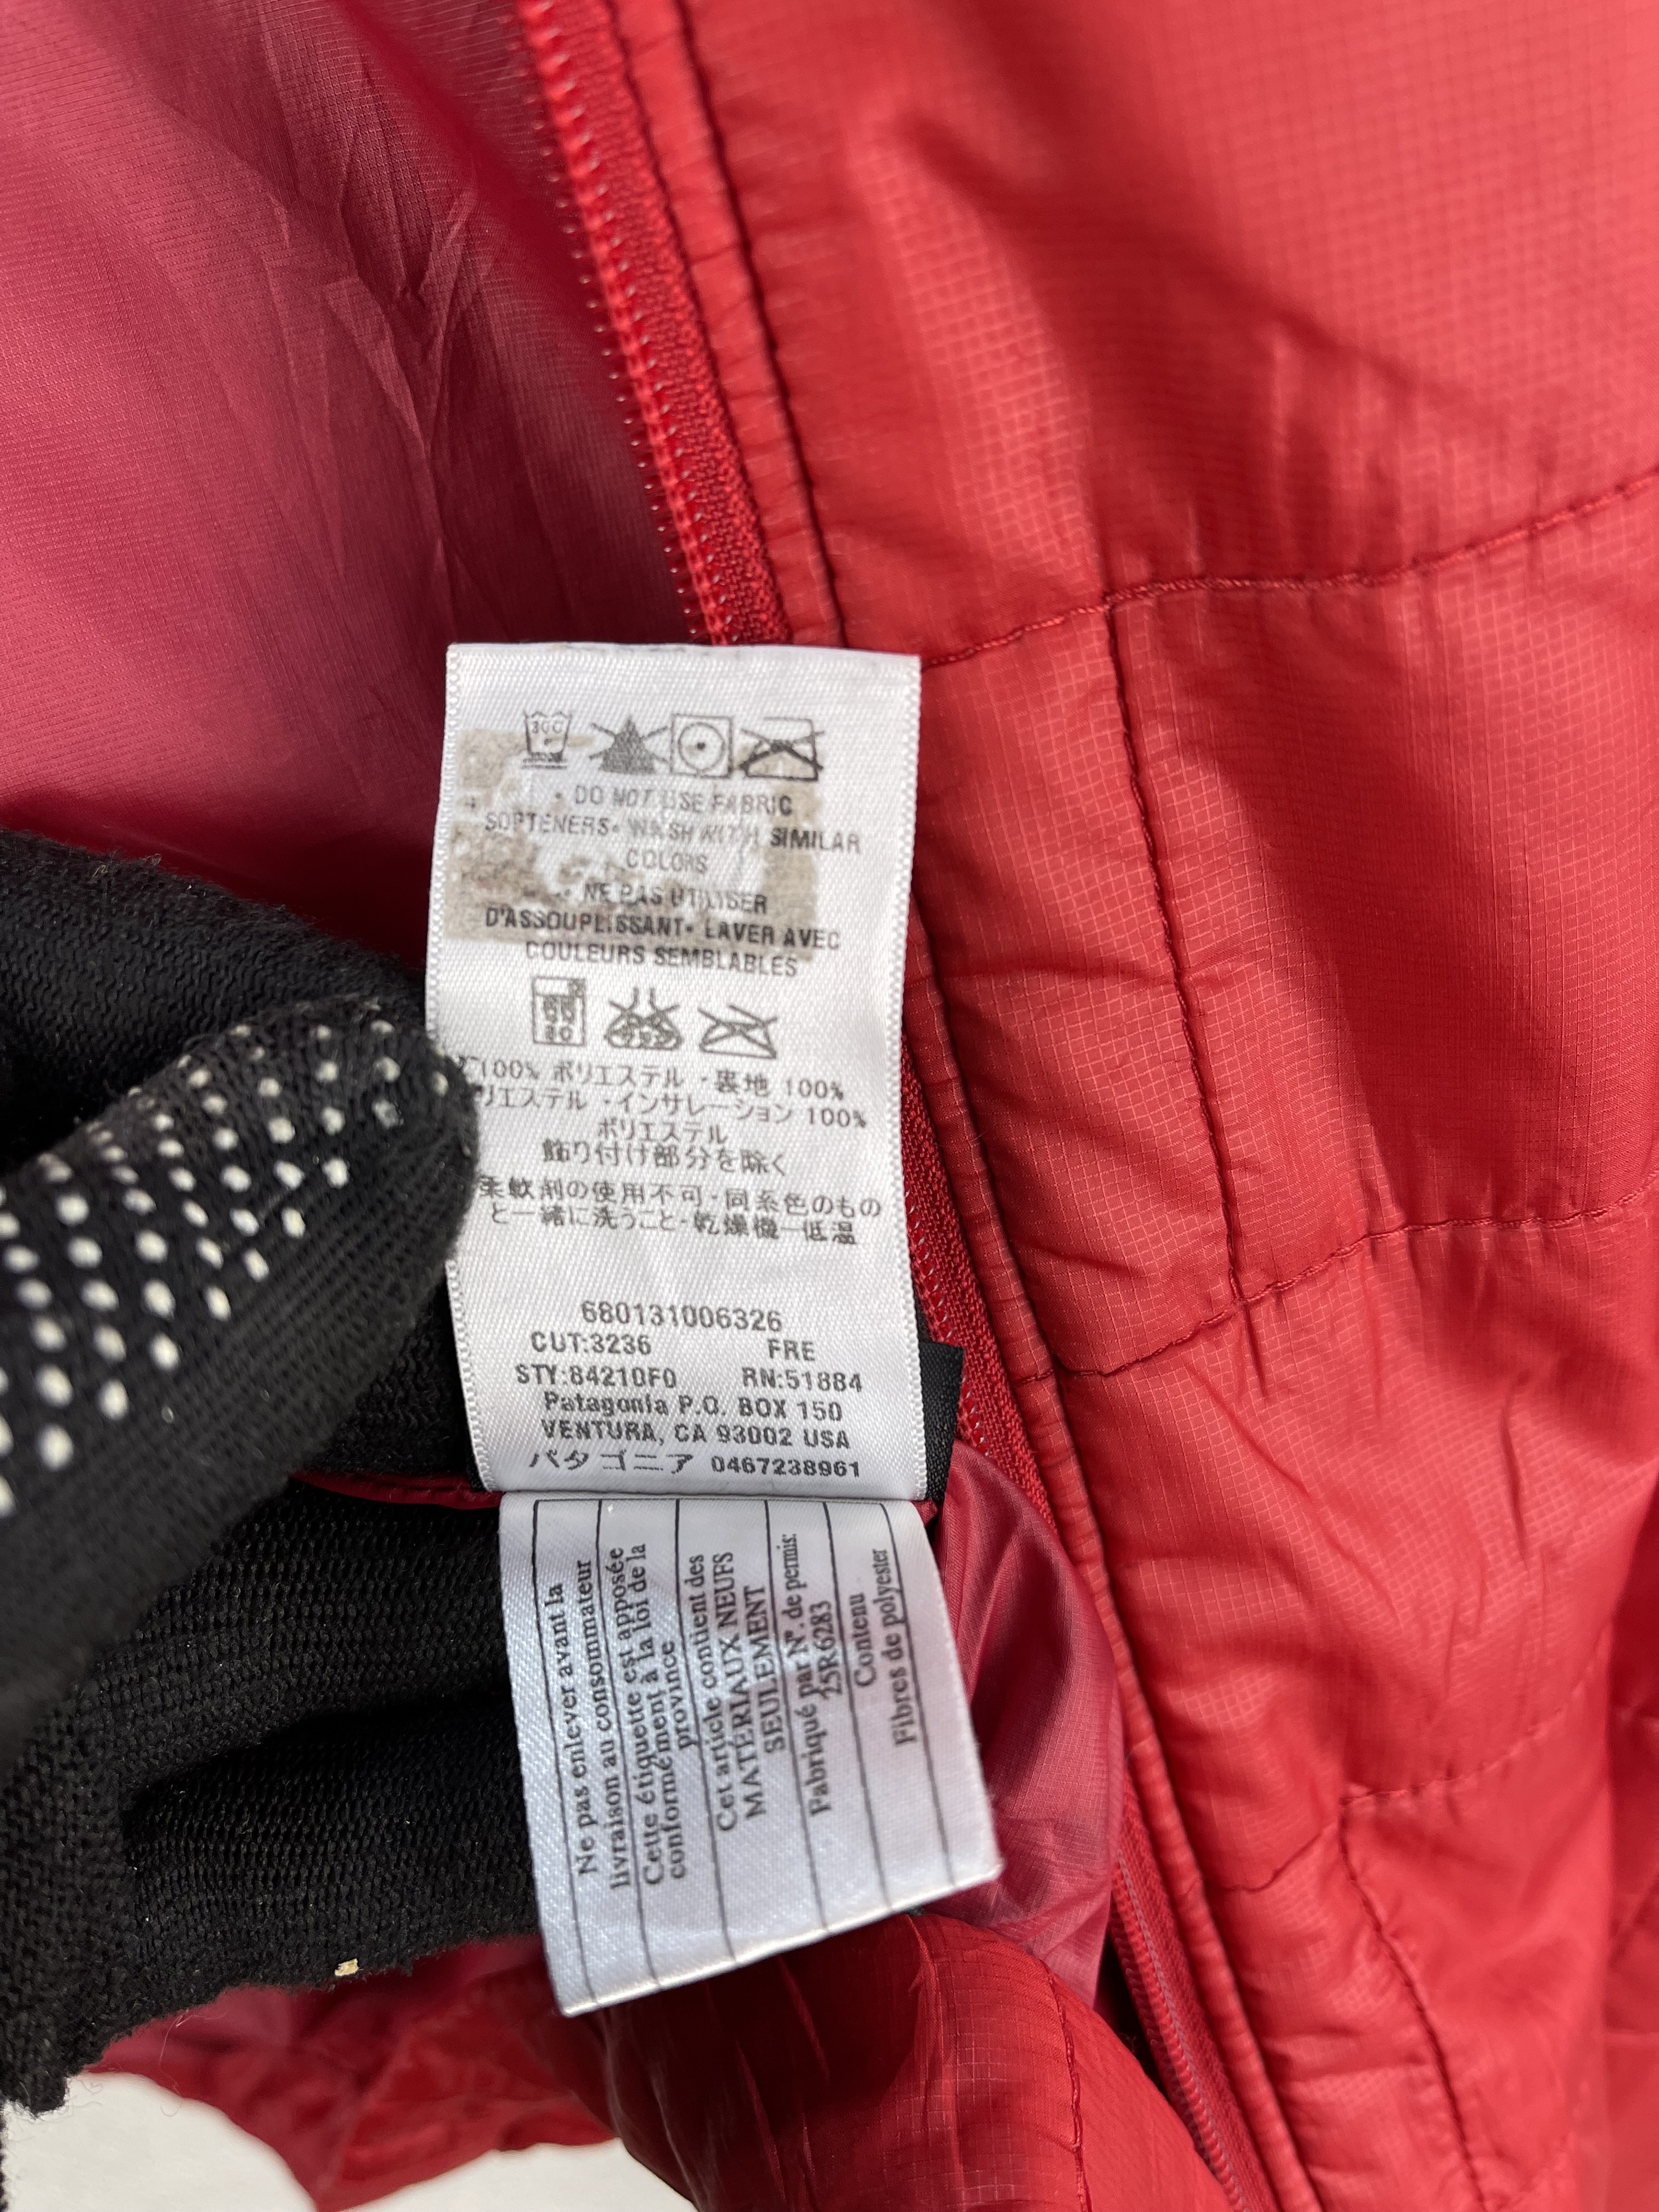 30C
• DO NOT USE FABRIC
SOFTENERS• WASH WITH SIMILAR
COLORS
• NE PAS UTILISER
D'ASSOUPLISSANT• LAVER AVEC
COULEURS SEMBLABLES
100% ポリエステル ・裏地 100%
リエステル ・インサレーション 100%
ポリエステル
飾り付け部分を除く
柔軟剤の使用不可・同系色のもの
と一緒に洗うこと・乾燥機ー低温
680131006326
CUT:3236 FRE
STY:84210F0 RN:51884
Patagonia P.O. BOX 150
VENTURA, CA 93002 USA
パタゴニア 0467238961
Ne pas enlever avant la
livraison au consommateur
Cette étiquette est apposée
conformément à la loi de la
province
Cet article contient des
MATERIAUX NEUFS
SEULEMENT
Fabriqué par N°. de permis:
25R6283
Contenu
Fibres de polyester